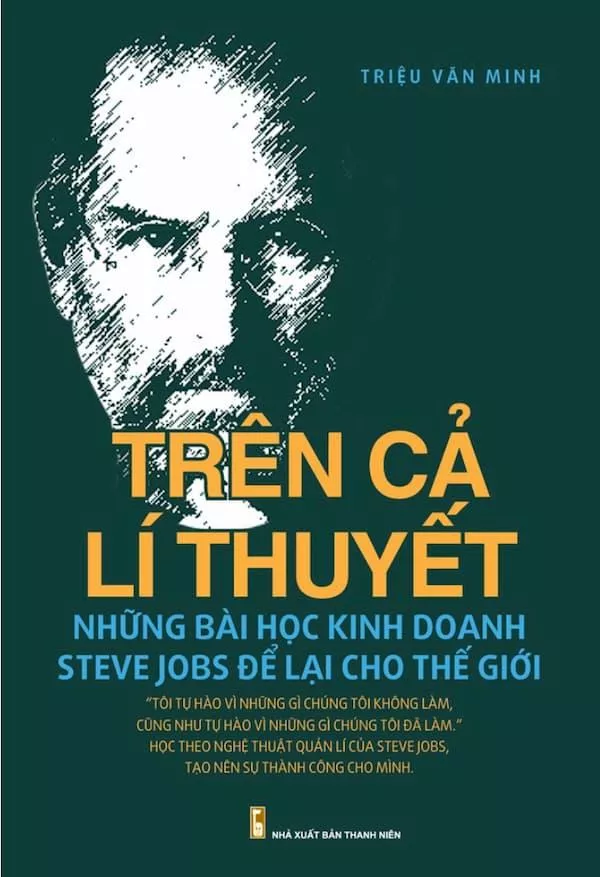 TRIỆU VĂN MINH
TRÊN CẢ
LÍ THUYẾT
NHỮNG BÀI HỌC KINH DOANH
STEVE JOBS ĐỂ LẠI CHO THẾ GIỚI
“TÔI TỰ HÀO VÌ NHỮNG GÌ CHÚNG TÔI KHÔNG LÀM,
CŨNG NHƯ TỰ HÀO VÌ NHỮNG GÌ CHÚNG TÔI ĐÃ LÀM.”
HỌC THEO NGHỆ THUẬT QUẢN LÍ CỦA STEVE JOBS,
TẠO NÊN SỰ THÀNH CÔNG CHO MÌNH.
NHÀ XUẤT BẢN THANH NIÊN